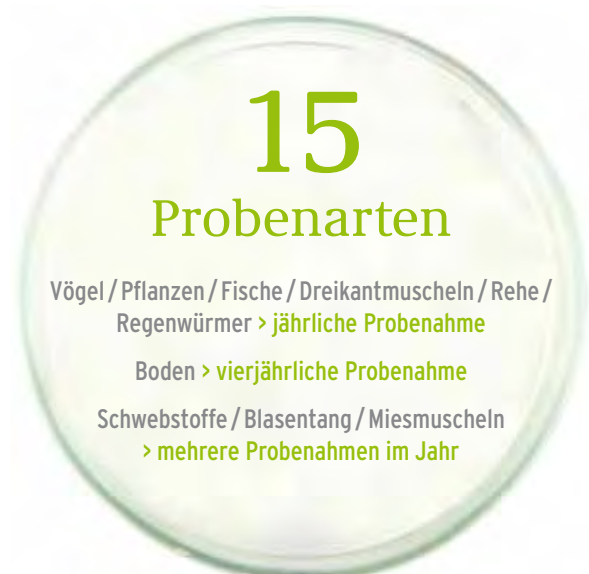 15
Probenarten
Vögel / Pflanzen / Fische / Dreikantmuscheln / Rehe /
Regenwürmer > jährliche Probenahme
Boden > vierjährliche Probenahme
Schwebstoffe / Blasentang / Miesmuscheln
> mehrere Probenahmen im Jahr